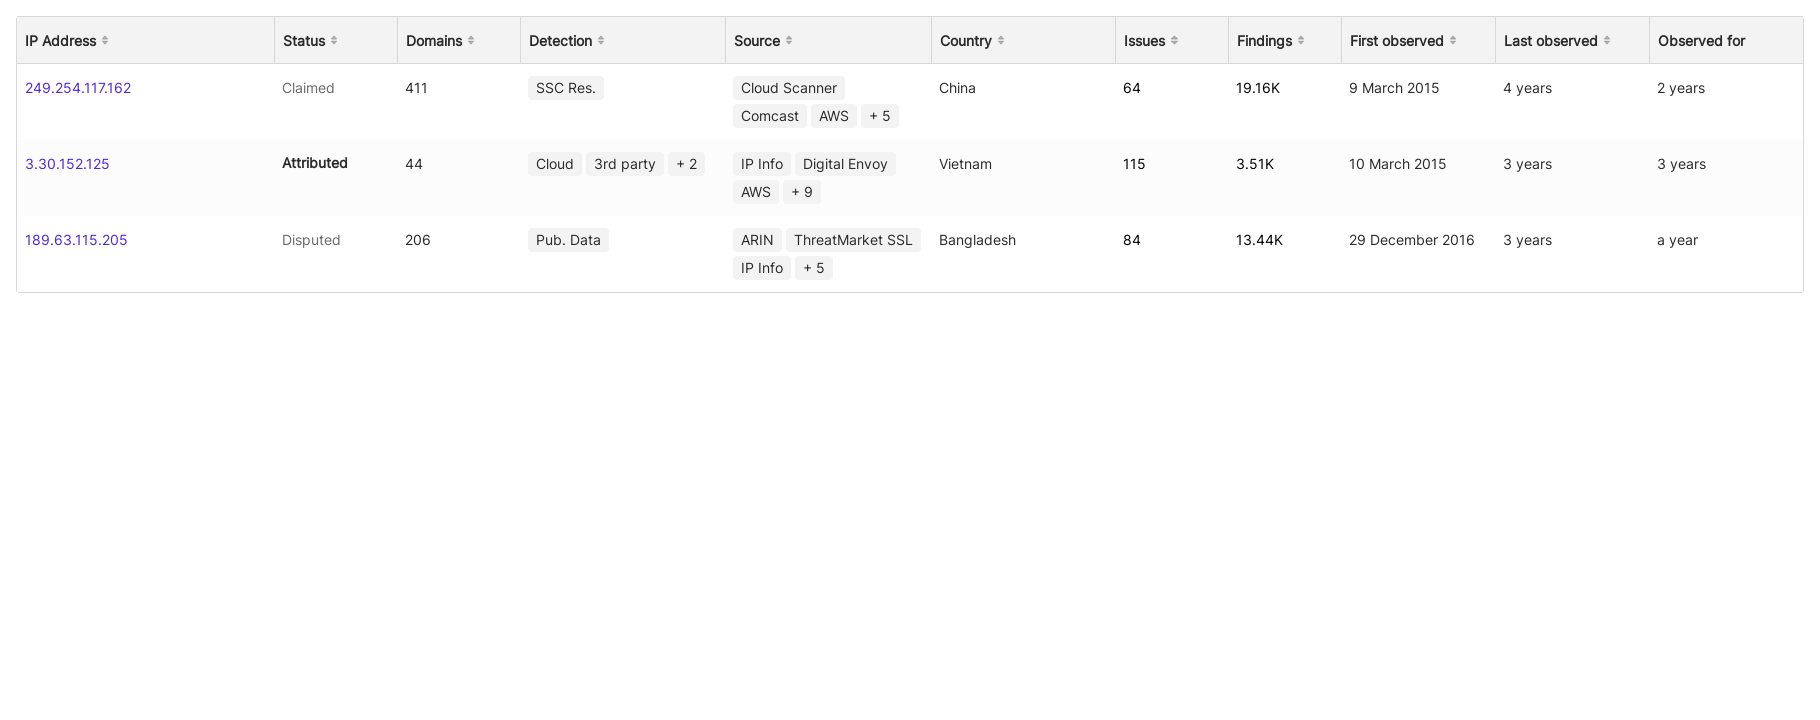 IP Address Status Domains Detection Source Country Issues Findings First observed Last observed Observed for
249.254.117.162 Claimed 411 SSC Res. Cloud Scanner China 64 19.16K 9 March 2015 4 years 2 years
Comcast AWS + 5
3.30.152.125 Attributed 44 Cloud 3rd party + 2 IP Info Digital Envoy Vietnam 115 3.51K 10 March 2015 3 years 3 years
AWS + 9
189.63.115.205 Disputed 206 Pub. Data ARIN ThreatMarket SSL Bangladesh 84 13.44K 29 December 2016 3 years a year
IP Info + 5